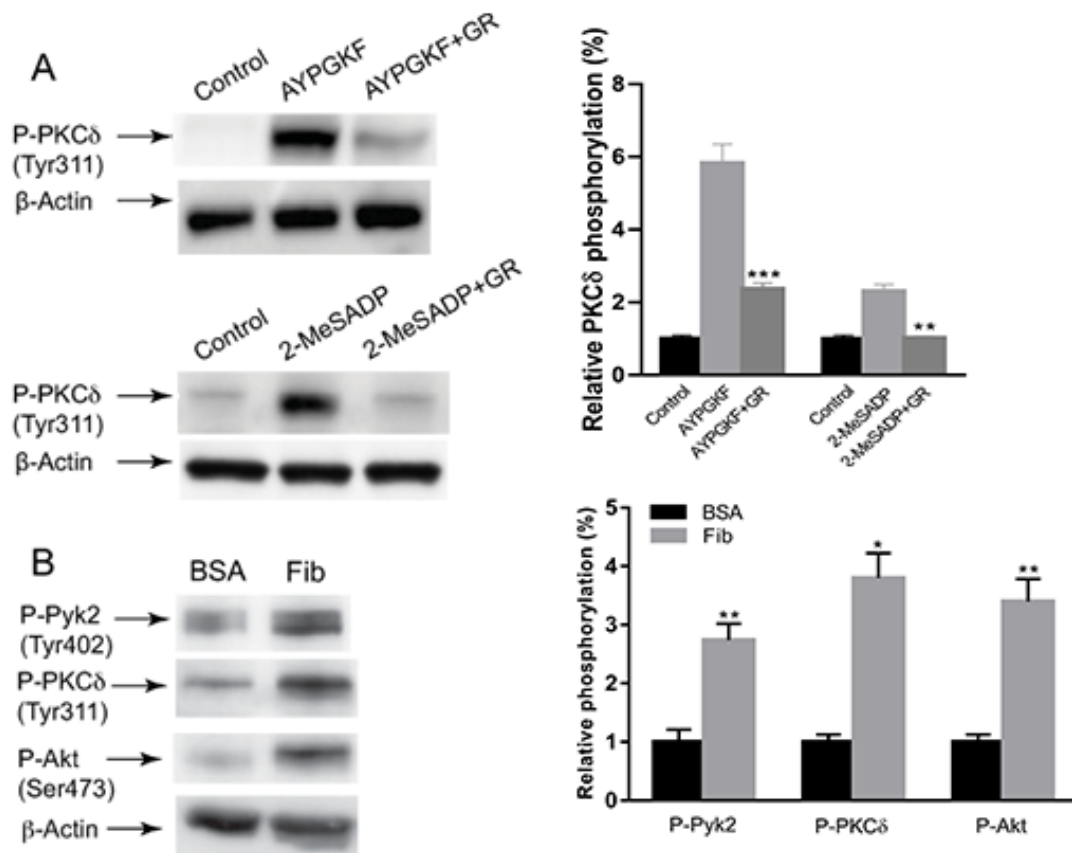 A
Control
AYPGKF
AYPGKF+GR
P-PKCδ
(Tyr311)
β-Actin
Control
2-MeSADP
2-MeSADP+GR
P-PKCδ
(Tyr311)
β-Actin
Relative PKCδ phosphorylation (%)
8
6
4
2
0
***
**
Control
AYPGKF
AYPGKF+GR
Control
2-MeSADP
2-MeSADP+GR
B
BSA
Fib
P-Pyk2
(Tyr402)
P-PKCδ
(Tyr311)
P-Akt
(Ser473)
β-Actin
Relative phosphorylation (%)
5
4
3
2
1
0
BSA
Fib
**
*
**
P-Pyk2
P-PKCδ
P-Akt